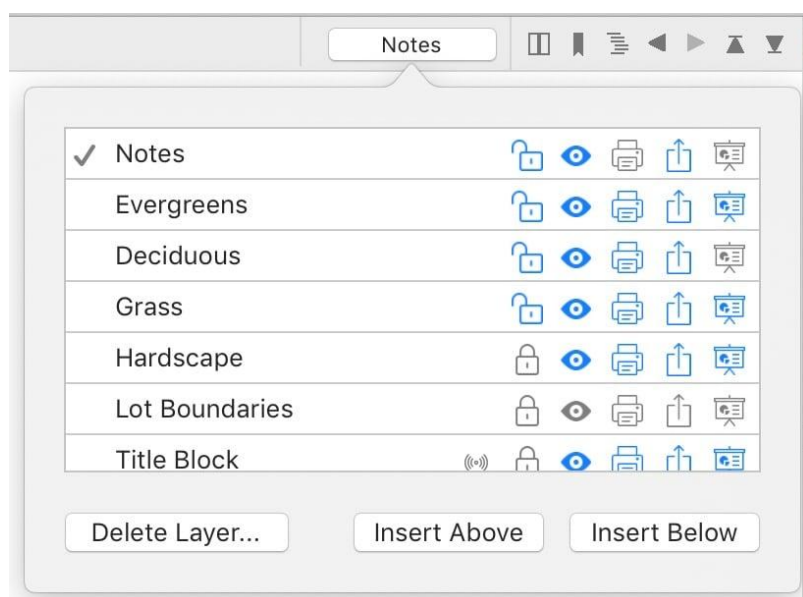 Notes
Notes
Evergreens
Deciduous
Grass
Hardscape
Lot Boundaries
Title Block
Delete Layer... Insert Above Insert Below